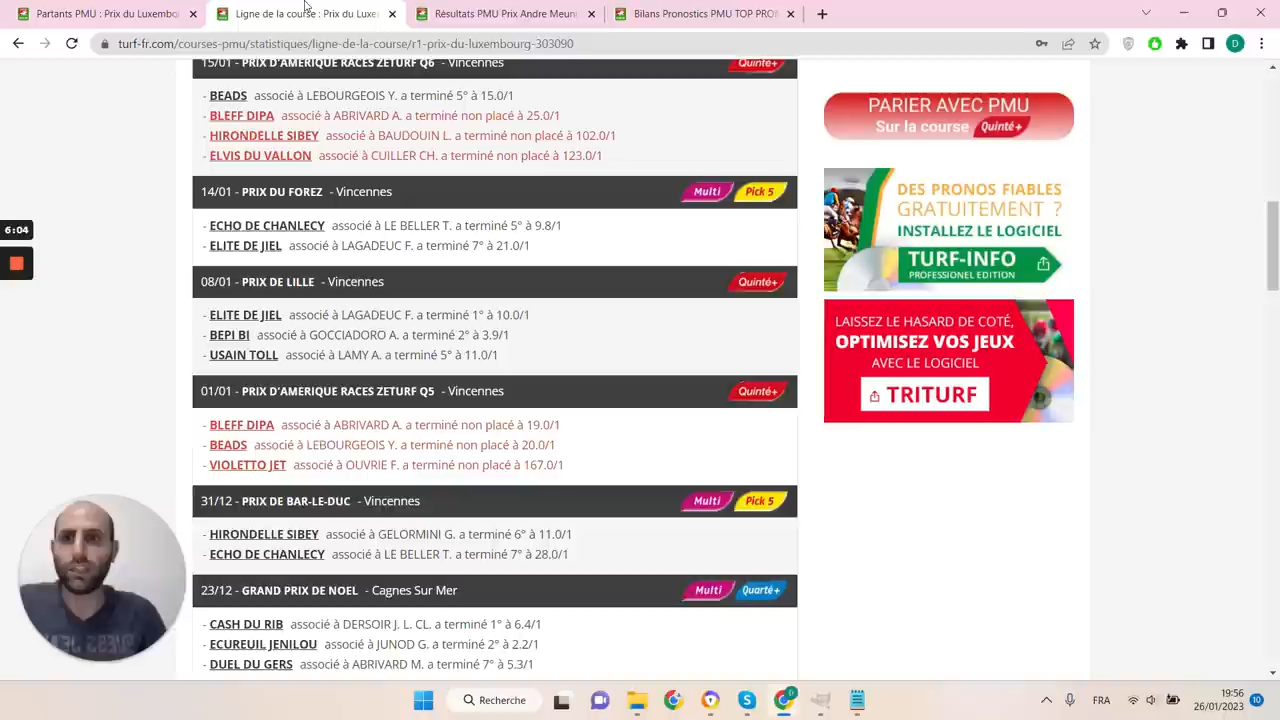 Pronostics PMU du Jeudi
Ligne de la course : Prix du Luxe
Résultats PMU Prix Apollon Meun
Bilans Pronostics PMU TOP PRO
turf-fr.com/courses-pmu/statistiques/ligne-de-la-course/r1-prix-du-luxembourg-303090
D
15/01 - PRIX D'AMERIQUE RACES ZETURF Q6 - Vincennes Quinté+
- BEADS associé à LEBOURGEOIS Y. a terminé 5° à 15.0/1
- BLEFF DIPA associé à ABRIVARD A. a terminé non placé à 25.0/1
- HIRONDELLE SIBEY associé à BAUDOUIN L. a terminé non placé à 102.0/1
- ELVIS DU VALLON associé à CUILLER CH. a terminé non placé à 123.0/1
14/01 - PRIX DU FOREZ - Vincennes Multi Pick 5
- ECHO DE CHANLECY associé à LE BELLER T. a terminé 5° à 9.8/1
- ELITE DE JIEL associé à LAGADEUC F. a terminé 7° à 21.0/1
08/01 - PRIX DE LILLE - Vincennes Quinté+
- ELITE DE JIEL associé à LAGADEUC F. a terminé 1° à 10.0/1
- BEPI BI associé à GOCCIADORO A. a terminé 2° à 3.9/1
- USAIN TOLL associé à LAMY A. a terminé 5° à 11.0/1
01/01 - PRIX D'AMERIQUE RACES ZETURF Q5 - Vincennes Quinté+
- BLEFF DIPA associé à ABRIVARD A. a terminé non placé à 19.0/1
- BEADS associé à LEBOURGEOIS Y. a terminé non placé à 20.0/1
- VIOLETTO JET associé à OUVRIE F. a terminé non placé à 167.0/1
31/12 - PRIX DE BAR-LE-DUC - Vincennes Multi Pick 5
- HIRONDELLE SIBEY associé à GELORMINI G. a terminé 6° à 11.0/1
- ECHO DE CHANLECY associé à LE BELLER T. a terminé 7° à 28.0/1
23/12 - GRAND PRIX DE NOEL - Cagnes Sur Mer Multi Quarté+
- CASH DU RIB associé à DERSOIR J. L. CL. a terminé 1° à 6.4/1
- ECUREUIL JENILOU associé à JUNOD G. a terminé 2° à 2.2/1
- DUEL DU GERS associé à ABRIVARD M. a terminé 7° à 5.3/1
PARIER AVEC PMU
Sur la course Quinté+
DES PRONOS FIABLES
GRATUITEMENT ?
INSTALLEZ LE LOGICIEL
TURF-INFO
PROFESSIONEL EDITION
LAISSEZ LE HASARD DE COTÉ,
OPTIMISEZ VOS JEUX
AVEC LE LOGICIEL
TRITURF
6:04
Recherche
FRA
19:56
26/01/2023
10